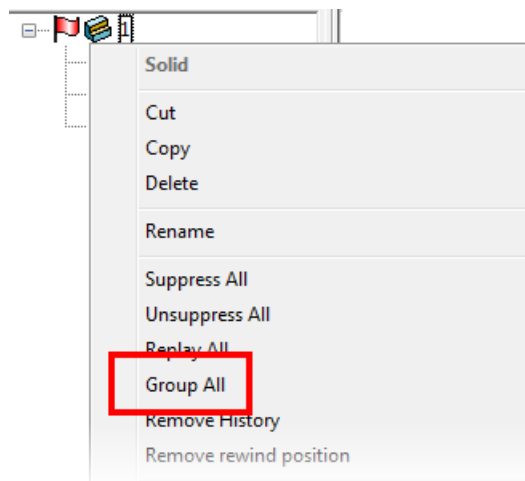 1
Solid
Cut
Copy
Delete
Rename
Suppress All
Unsuppress All
Replay All
Group All
Remove History
Remove rewind position